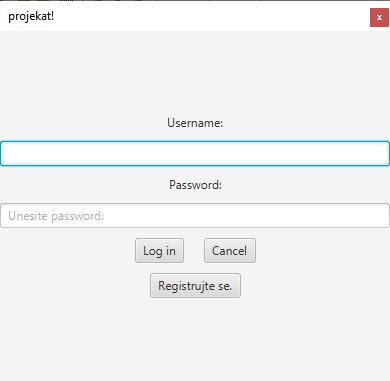 projekat!
x
Username:
Password:
Unesite password:
Log in Cancel
Registrujte se.